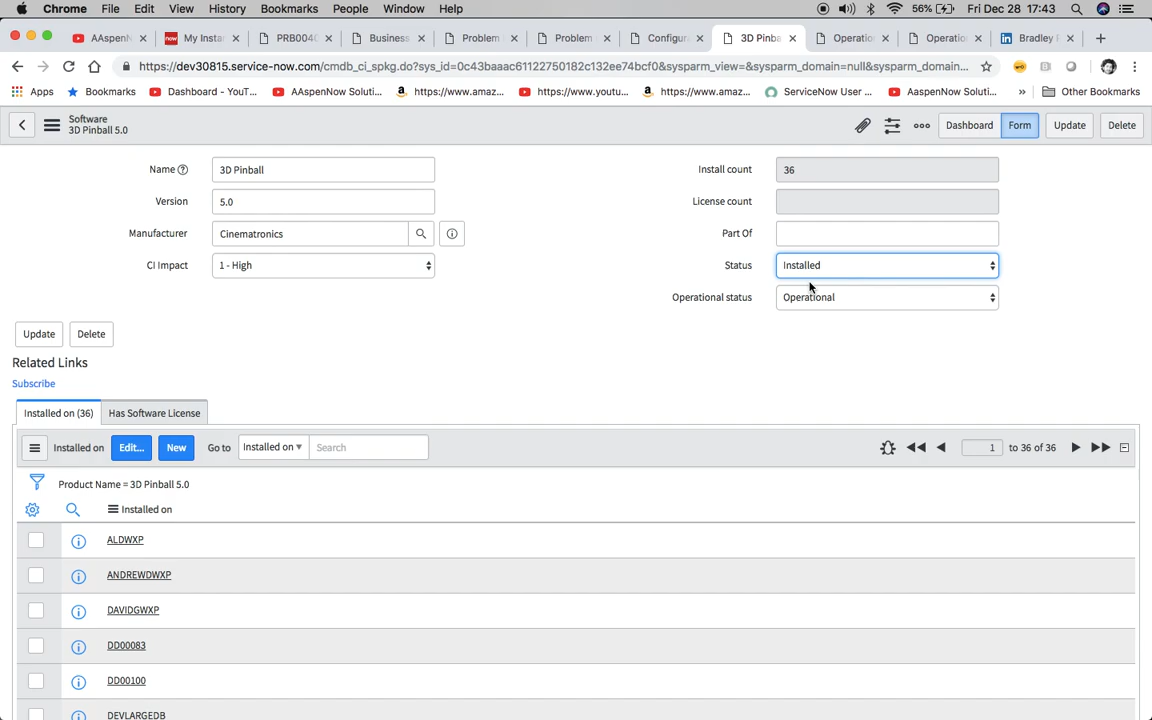 Chrome File Edit View History Bookmarks People Window Help 56% Fri Dec 28 17:43
AAspenN My Insta PRB0040 Business Problem Problem Configura 3D Pinba Operatio Operation Bradley
https://dev30815.service-now.com/cmdb_ci_spkg.do?sys_id=0c43baaac61122750182c132ee74bcf0&sysparm_view=&sysparm_domain=null&sysparm_domain...
Apps Bookmarks Dashboard - YouT... AAspenNow Soluti... https://www.amaz... https://www.youtu... https://www.amaz... ServiceNow User ... AaspenNow Soluti... » Other Bookmarks
Software
3D Pinball 5.0
Dashboard Form Update Delete
Name 3D Pinball Install count 36
Version 5.0 License count
Manufacturer Cinematronics Part Of
CI Impact 1 - High Status Installed
Operational status Operational
Update Delete
Related Links
Subscribe
Installed on (36) Has Software License
Installed on Edit... New Go to Installed on Search 1 to 36 of 36
Product Name = 3D Pinball 5.0
Installed on
ALDWXP
ANDREWDWXP
DAVIDGWXP
DD00083
DD00100
DEVLARGEDB